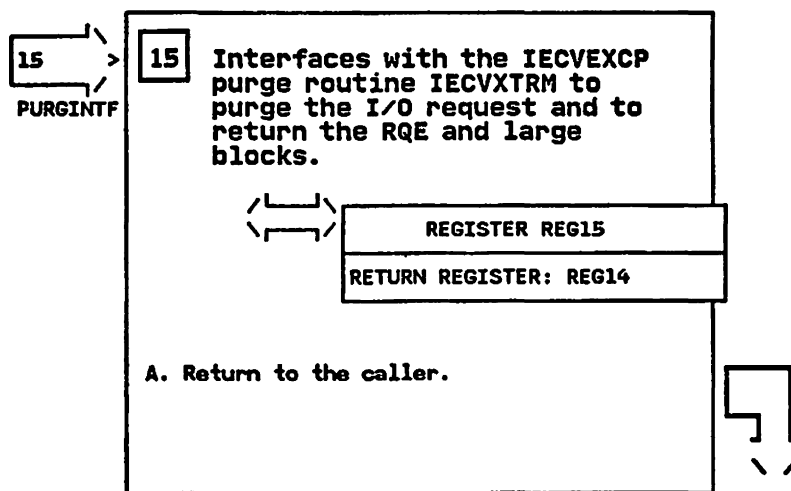 15
PURGINTF
15 Interfaces with the IECVEXCP
purge routine IECVXTRM to
purge the I/O request and to
return the RQE and large
blocks.
REGISTER REG15
RETURN REGISTER: REG14
A. Return to the caller.